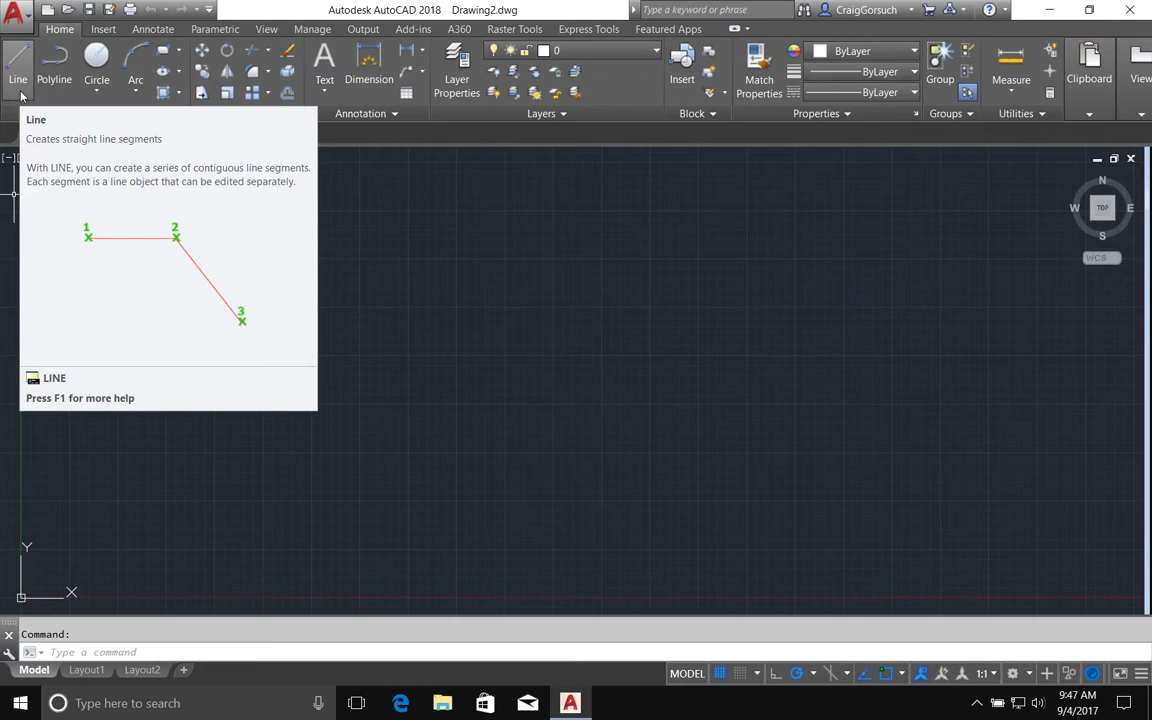 Autodesk AutoCAD 2018 Drawing2.dwg
Type a keyword or phrase
CraigGorsuch
Home Insert Annotate Parametric View Manage Output Add-ins A360 Raster Tools Express Tools Featured Apps
Line Polyline Circle Arc Text Dimension Layer Properties 0 Insert Match Properties ByLayer ByLayer ByLayer Group Measure Clipboard View
Annotation Layers Block Properties Groups Utilities
Line
Creates straight line segments
With LINE, you can create a series of contiguous line segments.
Each segment is a line object that can be edited separately.
1 2
3
LINE
Press F1 for more help
[–]
N
W TOP E
S
WCS
Y
X
Command:
Type a command
Model Layout1 Layout2 +
MODEL 1:1
Type here to search
9:47 AM
9/4/2017